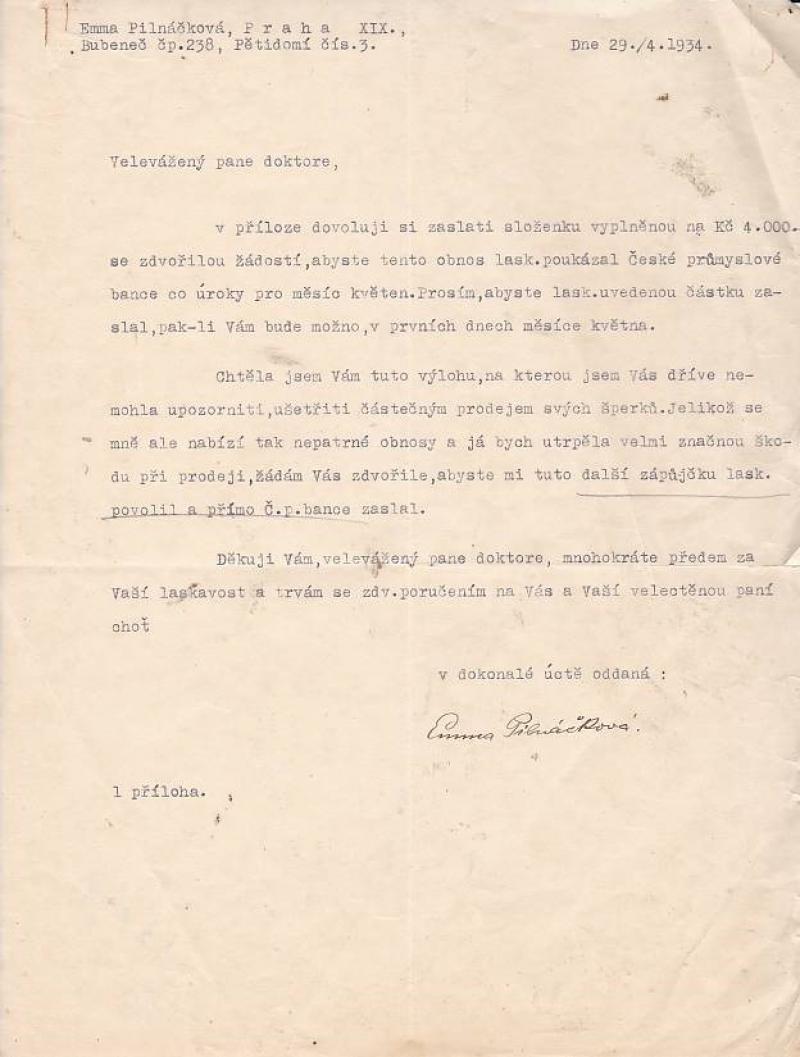 Emma Pilnáčková, P r a h a  XIX.,
Bubeneč čp.238, Pětidomí čís.3.
Dne 29./4.1934.
Velevážený pane doktore,
v příloze dovoluji si zaslati složenku vyplněnou na Kč 4.000.-
se zdvořilou žádostí,abyste tento obnos lask.poukázal České průmyslové
bance co úroky pro měsíc květen.Prosím,abyste lask.uvedenou částku za-
slal,pak-li Vám bude možno,v prvních dnech měsíce května.
Chtěla jsem Vám tuto výlohu,na kterou jsem Vás dříve ne-
mohla upozorniti,ušetřiti částečným prodejem svých šperků.Jelikož se
mně ale nabízí tak nepatrné obnosy a já bych utrpěla velmi značnou ško-
du při prodeji,žádám Vás zdvořile,abyste mi tuto další zápůjčku lask.
povolil a přímo Č.p.bance zaslal.
Děkuji Vám,velevážený pane doktore, mnohokráte předem za
Vaší laskavost a trvám se zdv.poručením na Vás a Vaší velectěnou paní
choť
v dokonalé úctě oddaná :
Emma Pilnáčková.
1 příloha.